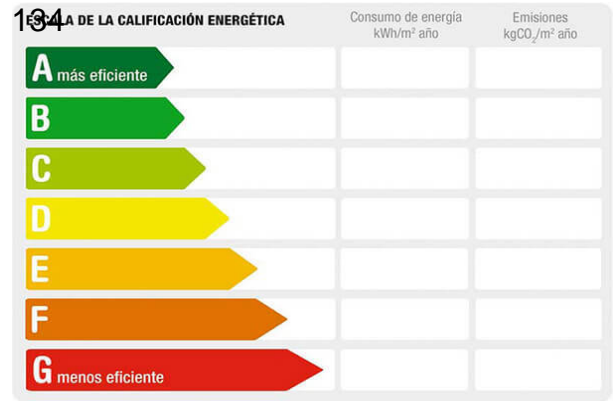 134
ESCALA DE LA CALIFICACIÓN ENERGÉTICA
Consumo de energía
kWh/m² año
Emisiones
kgCO₂/m² año
A más eficiente
B
C
D
E
F
G menos eficiente